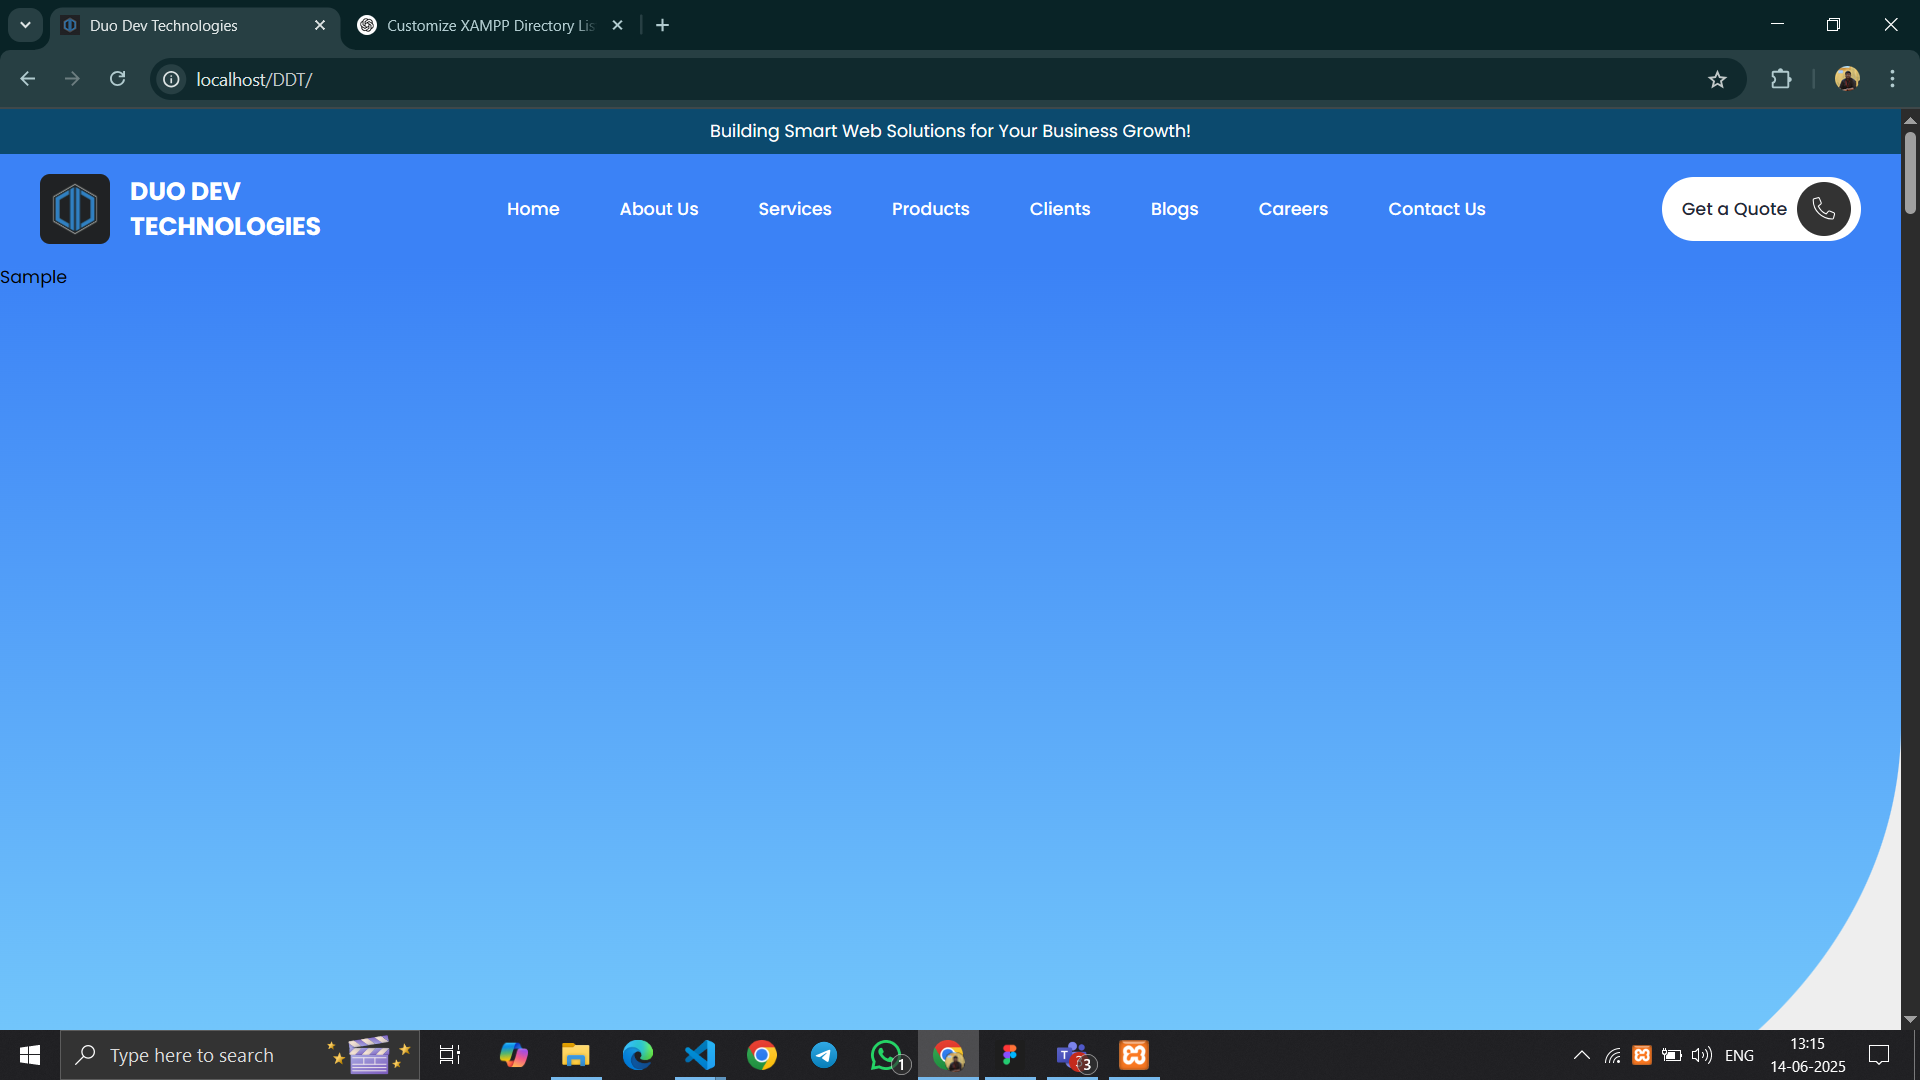 Duo Dev Technologies
Customize XAMPP Directory Lis
localhost/DDT/
Building Smart Web Solutions for Your Business Growth!
DUO DEV
TECHNOLOGIES
Home
About Us
Services
Products
Clients
Blogs
Careers
Contact Us
Get a Quote
Sample
Type here to search
1
3
ENG
13:15
14-06-2025